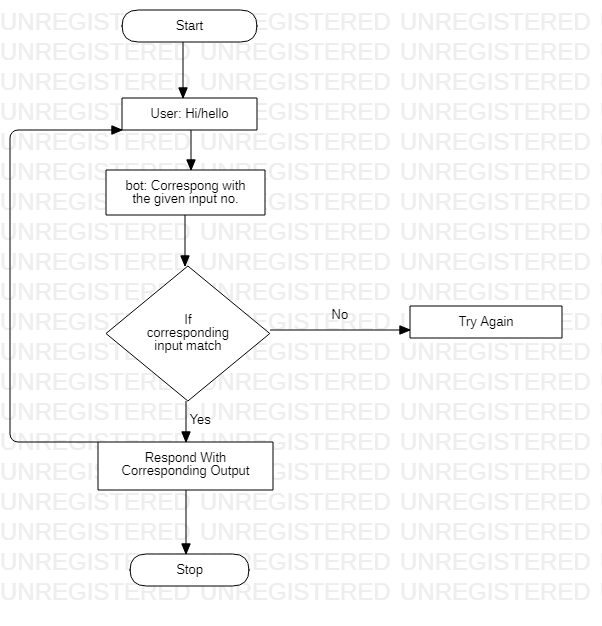 Start
User: Hi/hello
bot: Correspong with
the given input no.
If
corresponding
input match
No
Try Again
Yes
Respond With
Corresponding Output
Stop
UNREGISTERED